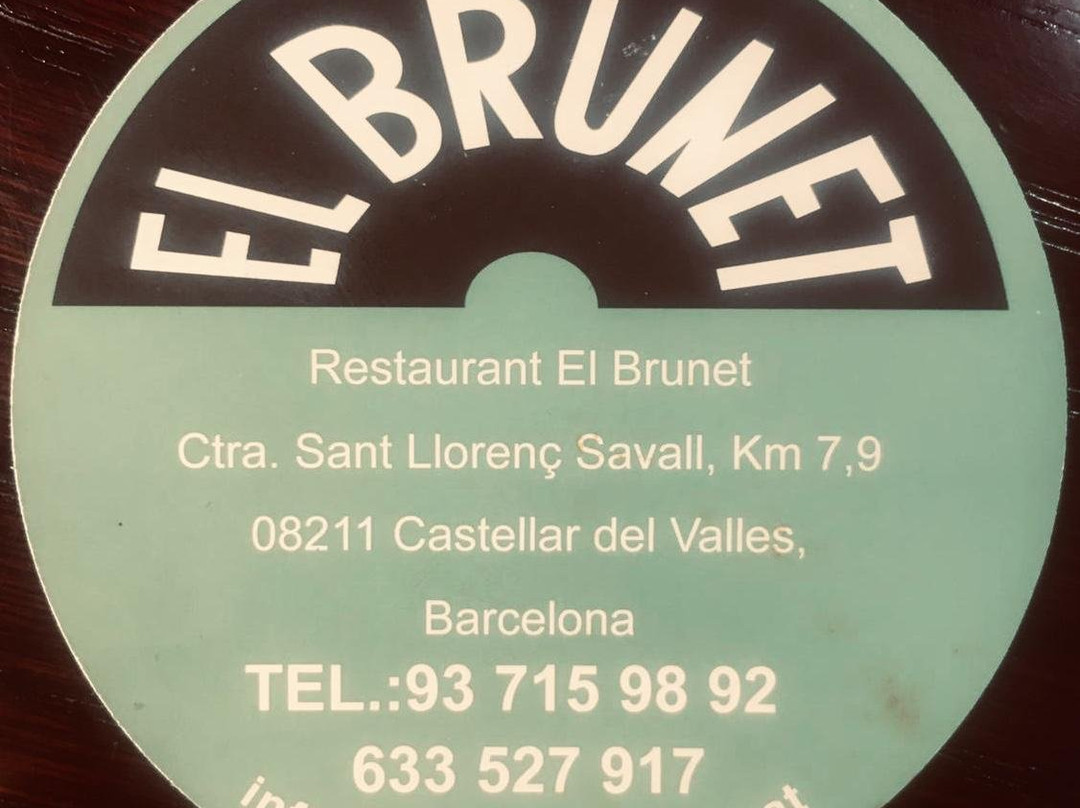 EL BRUNET
Restaurant El Brunet
Ctra. Sant Llorenç Savall, Km 7,9
08211 Castellar del Valles,
Barcelona
TEL.:93 715 98 92
633 527 917